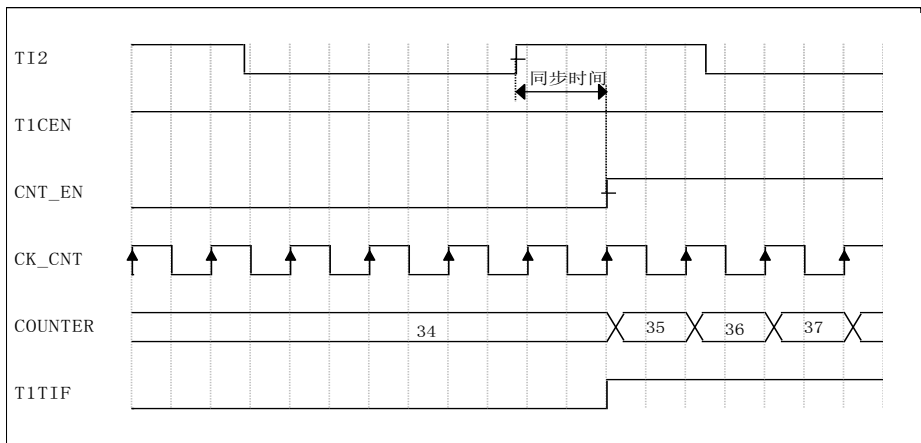 TI2
同步时间
T1CEN
CNT_EN
CK_CNT
COUNTER
34
35
36
37
T1TIF